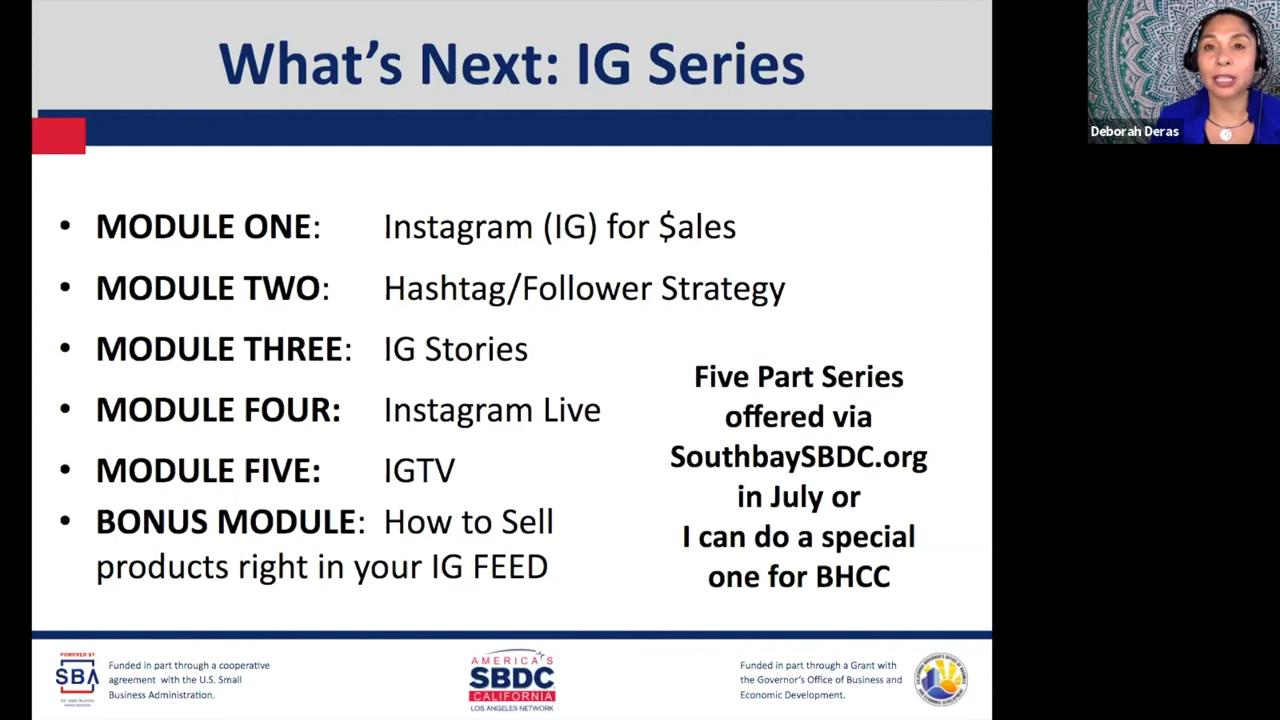 What's Next: IG Series
Deborah Deras
• MODULE ONE: Instagram (IG) for $ales
• MODULE TWO: Hashtag/Follower Strategy
• MODULE THREE: IG Stories
• MODULE FOUR: Instagram Live
• MODULE FIVE: IGTV
• BONUS MODULE: How to Sell
products right in your IG FEED
Five Part Series
offered via
SouthbaySBDC.org
in July or
I can do a special
one for BHCC
POWERED BY
SBA
Funded in part through a cooperative
agreement with the U.S. Small
Business Administration.
AMERICA'S
SBDC
CALIFORNIA
LOS ANGELES NETWORK
Funded in part through a Grant with
the Governor's Office of Business and
Economic Development.